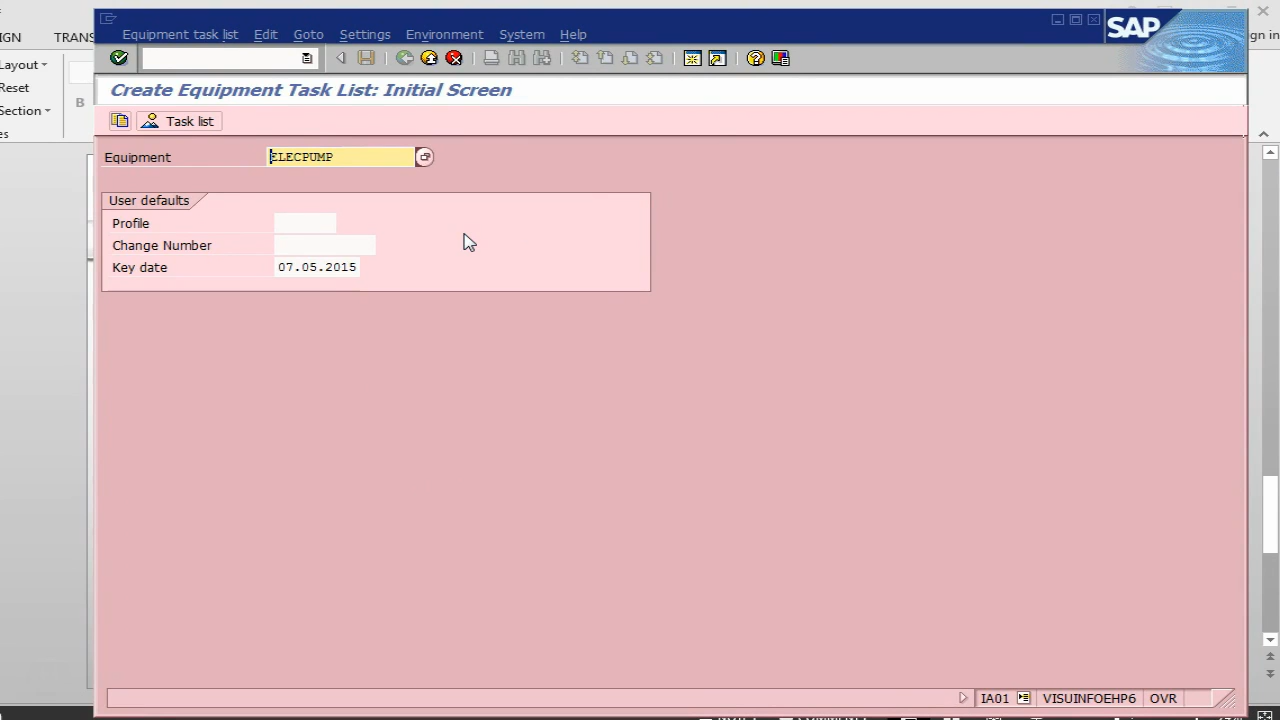 Equipment task list Edit Goto Settings Environment System Help
SAP
IGN TRANS
ign in
Layout
Reset
Section
B
Create Equipment Task List: Initial Screen
Task list
Equipment ELECPUMP
User defaults
Profile
Change Number
Key date 07.05.2015
IA01 VISUINFOEHP6 OVR